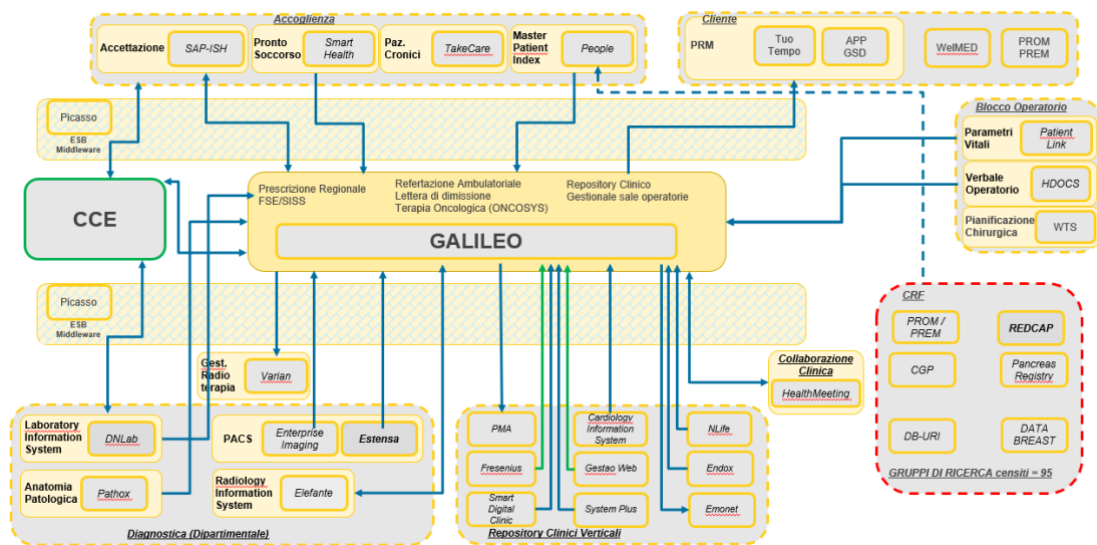 Accoglienza
Accettazione
SAP-ISH
Pronto
Soccorso
Smart
Health
Paz.
Cronici
TakeCare
Master
Patient
Index
People
Cliente
PRM
Tuo
Tempo
APP
GSD
WelMED
PROM
PREM
Picasso
ESB
Middleware
Blocco Operatorio
Parametri
Vitali
Patient
Link
Verbale
Operatorio
HDOCS
Pianificazione
Chirurgica
WTS
CCE
Prescrizione Regionale
FSE/SISS
Refertazione Ambulatoriale
Lettera di dimissione
Terapia Oncologica (ONCOSYS)
Repository Clinico
Gestionale sale operatorie
GALILEO
Picasso
ESB
Middleware
CRF
PROM /
PREM
REDCAP
CGP
Pancreas
Registry
DB-URI
DATA
BREAST
GRUPPI DI RICERCA censiti = 95
Gest.
Radio
terapia
Varian
Collaborazione
Clinica
HealthMeeting
Laboratory
Information
System
DNLab
PACS
Enterprise
Imaging
Estensa
Anatomia
Patologica
Pathox
Radiology
Information
System
Elefante
Diagnostica (Dipartimentale)
PMA
Cardiology
Information
System
NLife
Fresenius
Gestao Web
Endox
Smart
Digital
Clinic
System Plus
Emonet
Repository Clinici Verticali